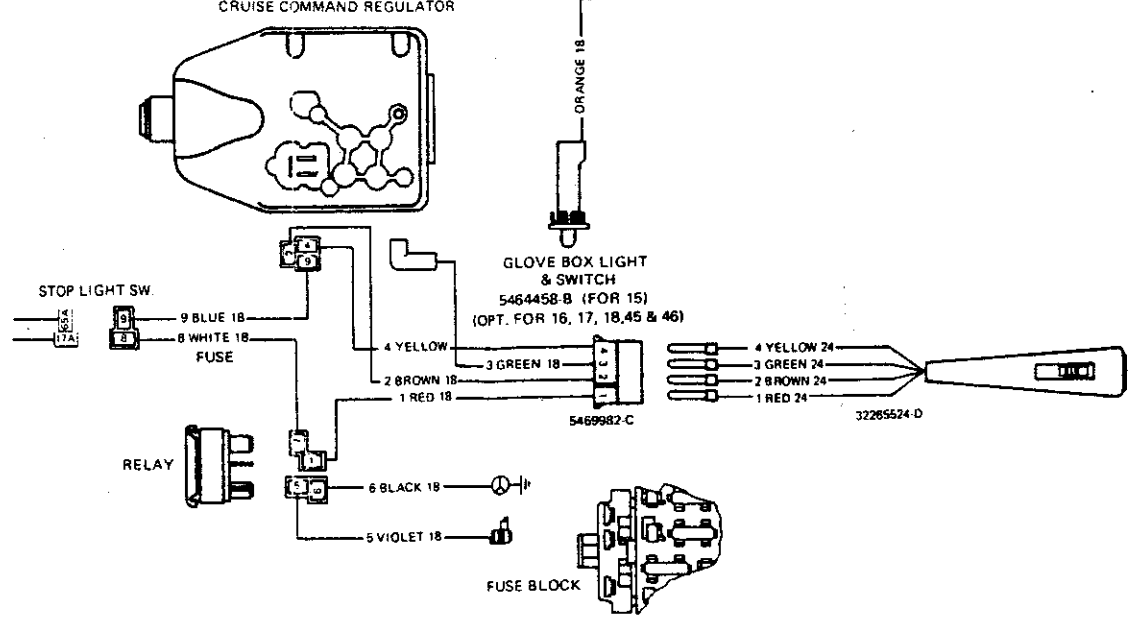 CRUISE COMMAND REGULATOR
ORANGE 18
GLOVE BOX LIGHT
& SWITCH
5464458-B (FOR 15)
(OPT. FOR 16, 17, 18,45 & 46)
STOP LIGHT SW.
65A
17A
9
8
9 BLUE 18
8 WHITE 18
FUSE
4
9
4 YELLOW
3 GREEN 18
2 BROWN 18
1 RED 18
4
3
2
1
5469982-C
4 YELLOW 24
3 GREEN 24
2 BROWN 24
1 RED 24
32265524-D
RELAY
1
5
6
6 BLACK 18
5 VIOLET 18
FUSE BLOCK